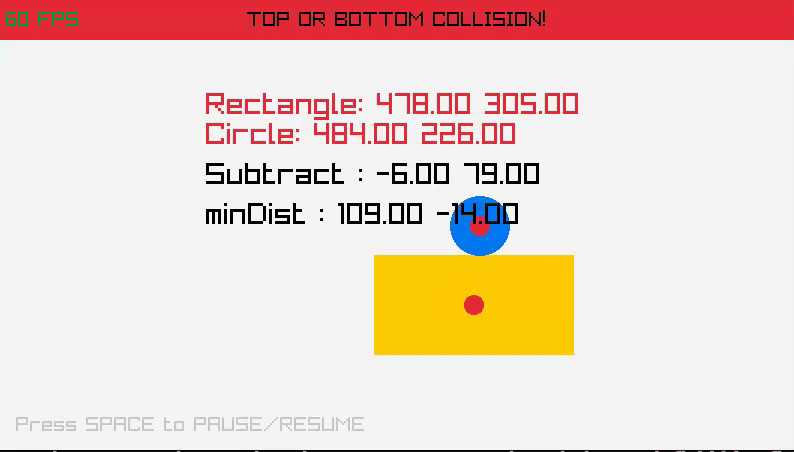 60 FPS
TOP OR BOTTOM COLLISION!
Rectangle: 478.00 305.00
Circle: 484.00 226.00
Subtract : -6.00 79.00
minDist : 109.00 -14.00
Press SPACE to PAUSE/RESUME